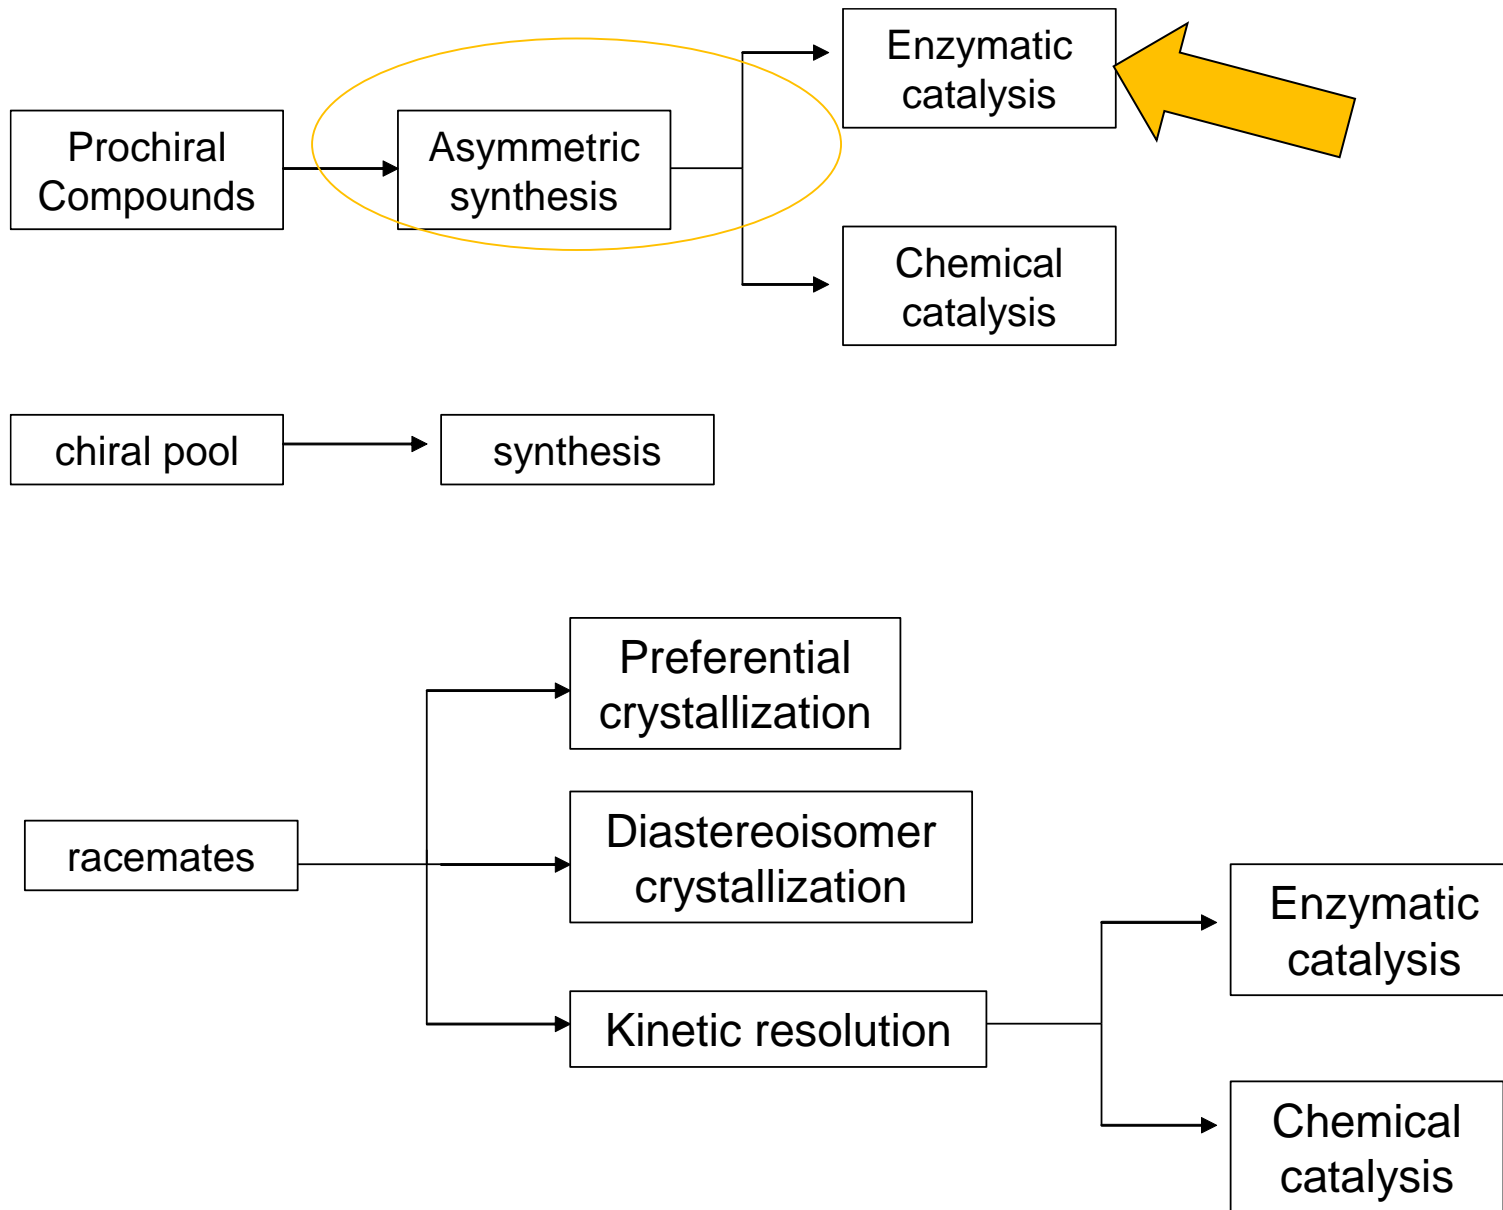 Prochiral
Compounds
Asymmetric
synthesis
Enzymatic
catalysis
Chemical
catalysis
chiral pool
synthesis
racemates
Preferential
crystallization
Diastereoisomer
crystallization
Kinetic resolution
Enzymatic
catalysis
Chemical
catalysis